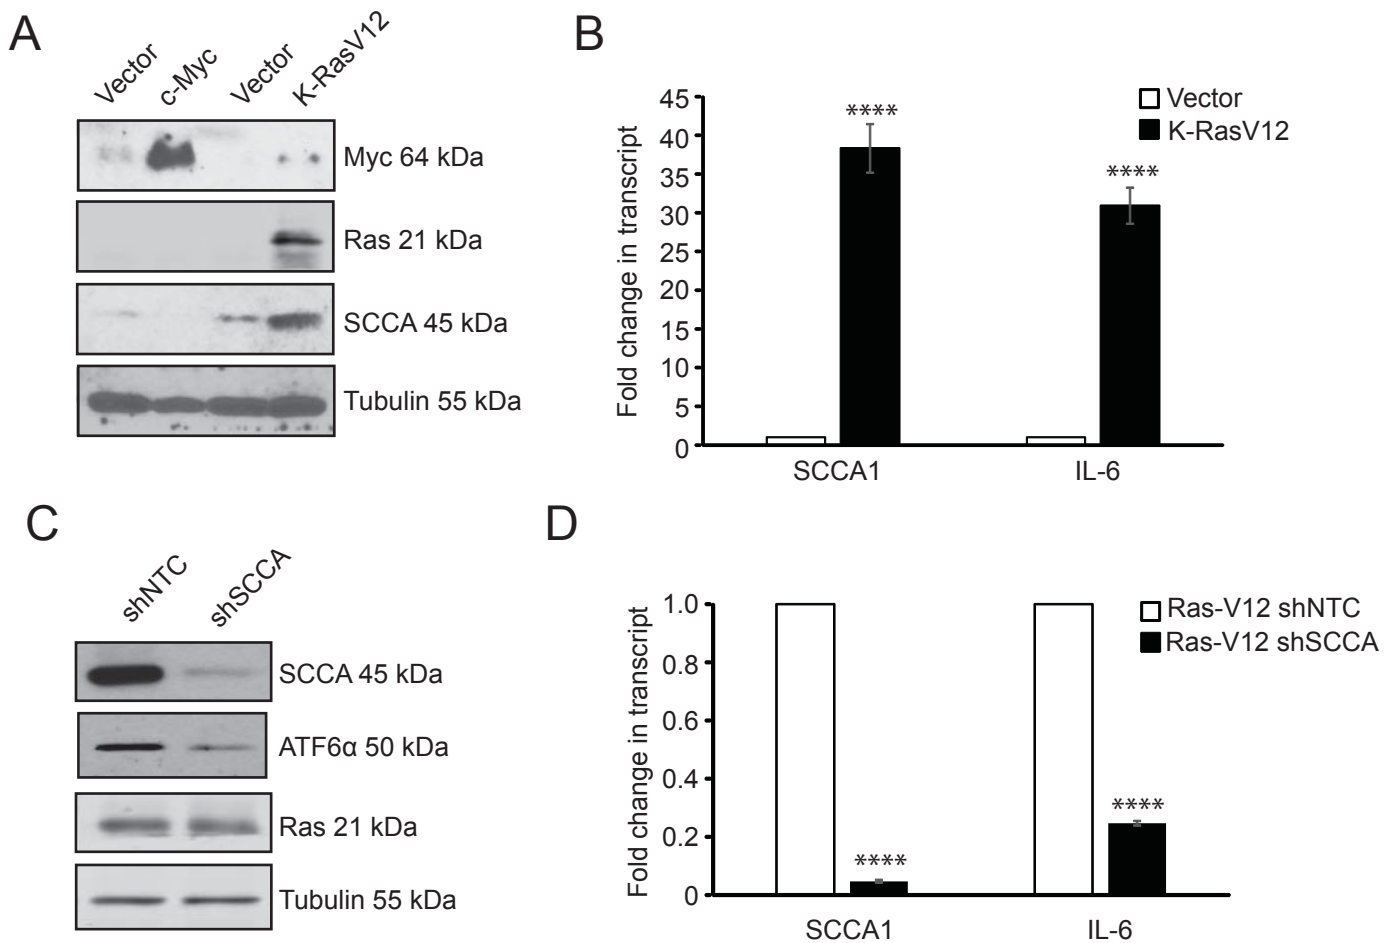 A
Vector
c-Myc
Vector
K-RasV12
Myc 64 kDa
Ras 21 kDa
SCCA 45 kDa
Tubulin 55 kDa
B
Vector
K-RasV12
Fold change in transcript
45
40
35
30
25
20
15
10
5
0
****
****
SCCA1
IL-6
C
shNTC
shSCCA
SCCA 45 kDa
ATF6α 50 kDa
Ras 21 kDa
Tubulin 55 kDa
D
Ras-V12 shNTC
Ras-V12 shSCCA
Fold change in transcript
1.0
0.8
0.6
0.4
0.2
0
****
****
SCCA1
IL-6